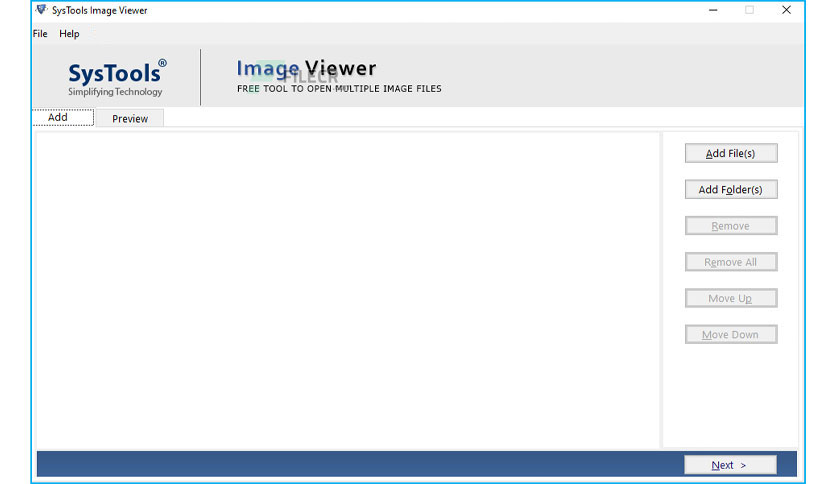 SysTools Image Viewer
File Help
SysTools®
Simplifying Technology
Image Viewer
FILECR
FREE TOOL TO OPEN MULTIPLE IMAGE FILES
Add Preview
Add File(s)
Add Folder(s)
Remove
Remove All
Move Up
Move Down
Next >